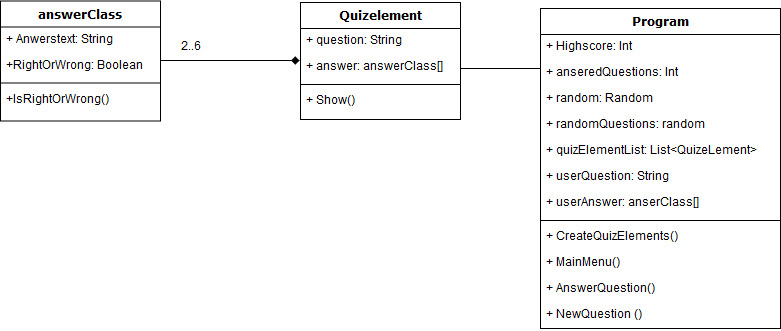 answerClass
+ Anwerstext: String
+RightOrWrong: Boolean
+IsRightOrWrong()
2..6
Quizelement
+ question: String
+ answer: answerClass[]
+ Show()
Program
+ Highscore: Int
+ anseredQuestions: Int
+ random: Random
+ randomQuestions: random
+ quizElementList: List<QuizeLement>
+ userQuestion: String
+ userAnswer: anserClass[]
+ CreateQuizElements()
+ MainMenu()
+ AnswerQuestion()
+ NewQuestion ()